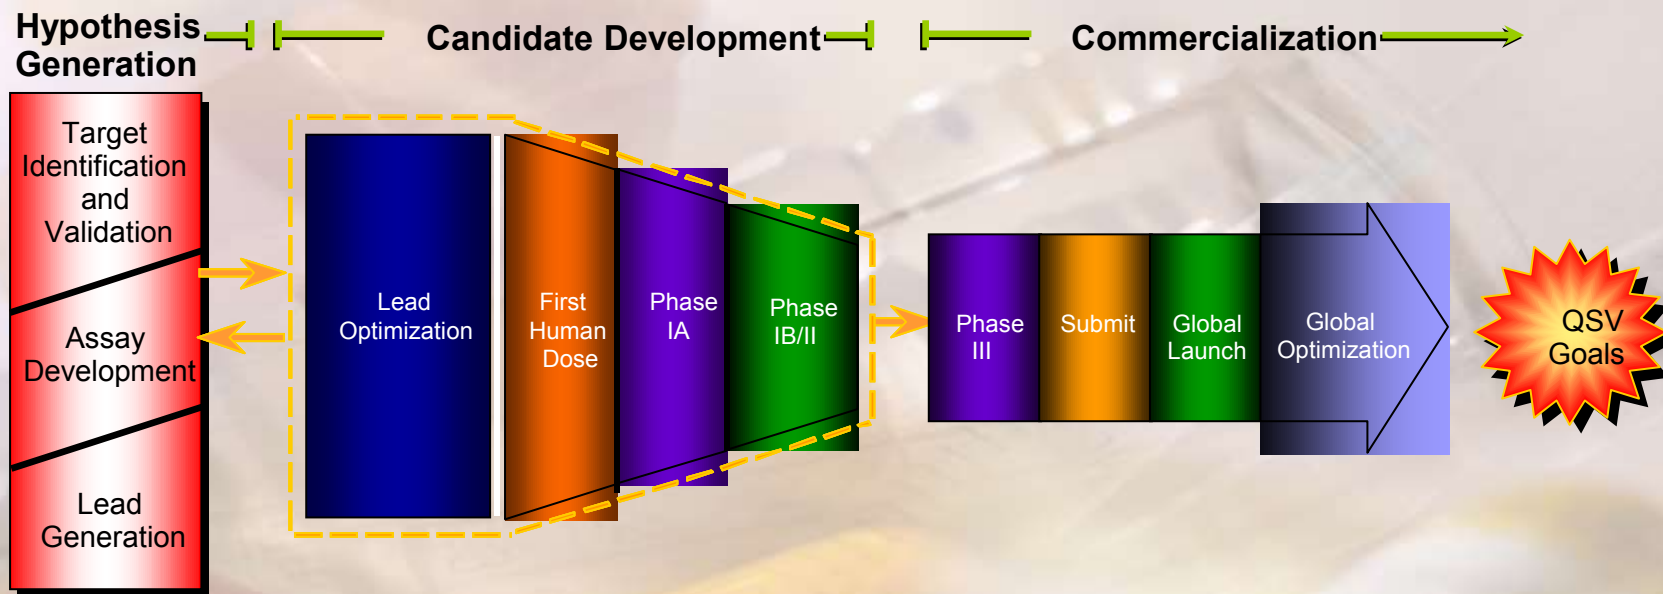 Hypothesis
Generation
Candidate Development
Commercialization
Target
Identification
and
Validation
Assay
Development
Lead
Generation
Lead
Optimization
First
Human
Dose
Phase
IA
Phase
IB/II
Phase
III
Submit
Global
Launch
Global
Optimization
QSV
Goals